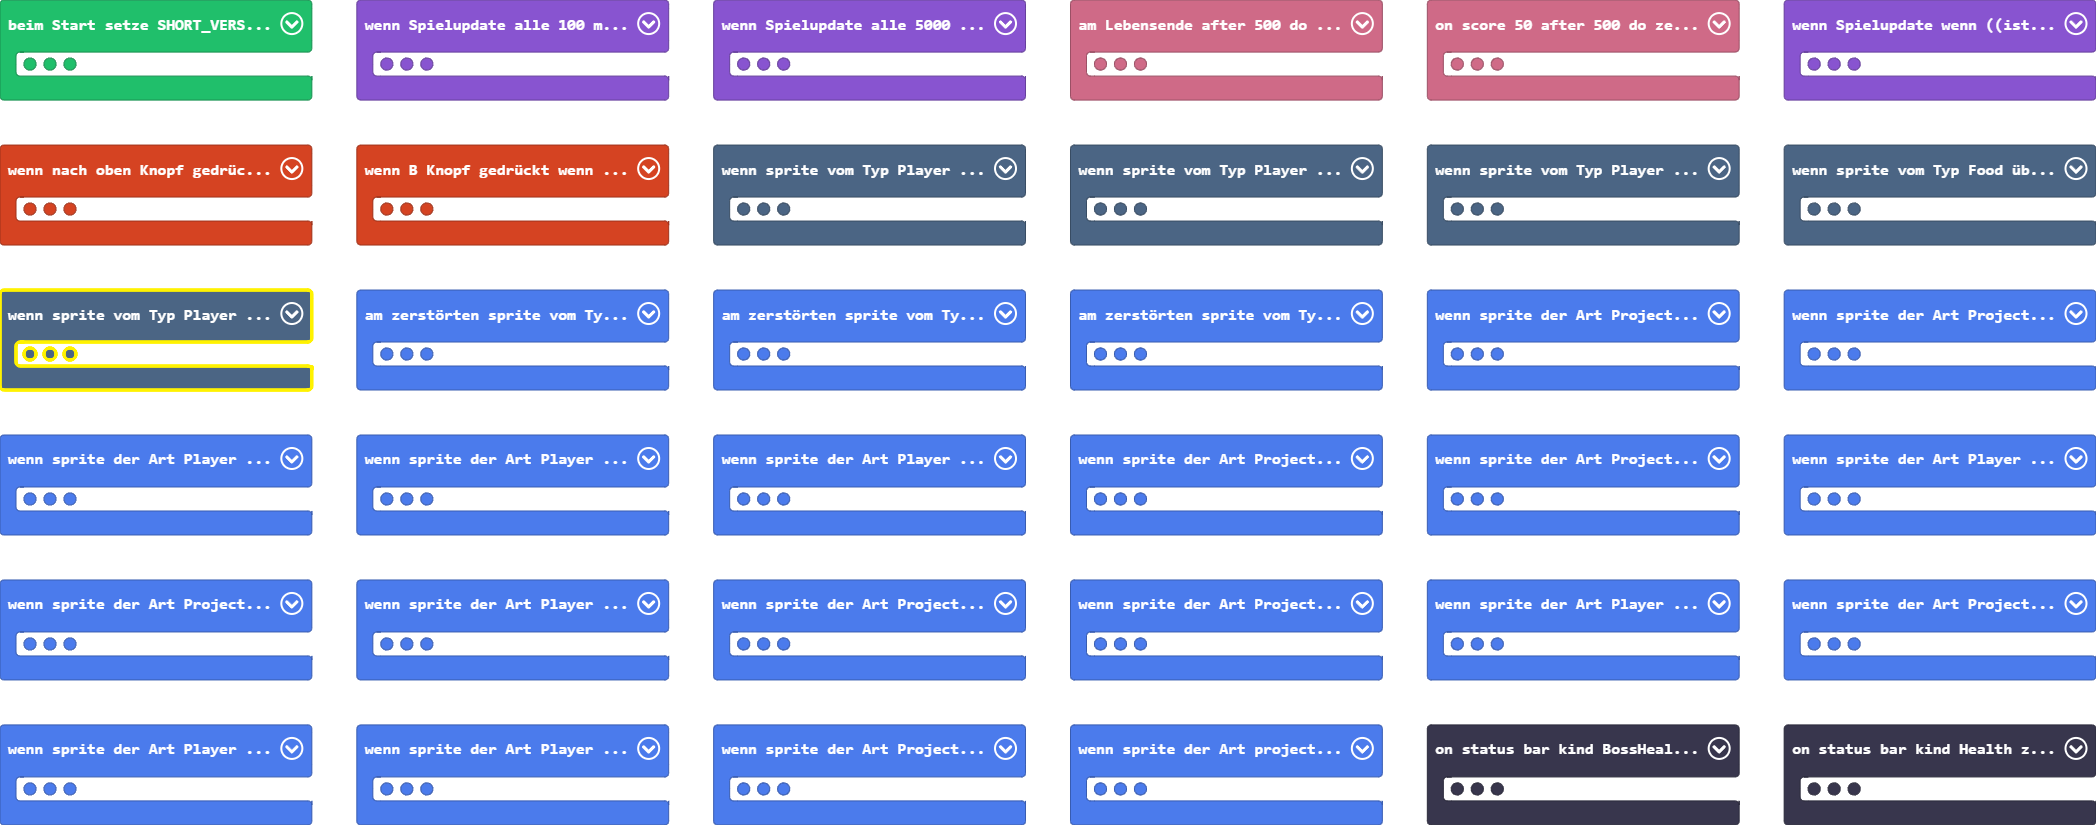 beim Start setze SHORT_VERS...
wenn Spielupdate alle 100 m...
wenn Spielupdate alle 5000 ...
am Lebensende after 500 do ...
on score 50 after 500 do ze...
wenn Spielupdate wenn ((ist...
wenn nach oben Knopf gedrüc...
wenn B Knopf gedrückt wenn ...
wenn sprite vom Typ Player ...
wenn sprite vom Typ Player ...
wenn sprite vom Typ Player ...
wenn sprite vom Typ Food üb...
wenn sprite vom Typ Player ...
am zerstörten sprite vom Ty...
am zerstörten sprite vom Ty...
am zerstörten sprite vom Ty...
wenn sprite der Art Project...
wenn sprite der Art Project...
wenn sprite der Art Player ...
wenn sprite der Art Player ...
wenn sprite der Art Player ...
wenn sprite der Art Project...
wenn sprite der Art Project...
wenn sprite der Art Player ...
wenn sprite der Art Project...
wenn sprite der Art Player ...
wenn sprite der Art Project...
wenn sprite der Art Project...
wenn sprite der Art Player ...
wenn sprite der Art Project...
wenn sprite der Art Player ...
wenn sprite der Art Player ...
wenn sprite der Art Project...
wenn sprite der Art project...
on status bar kind BossHeal...
on status bar kind Health z...